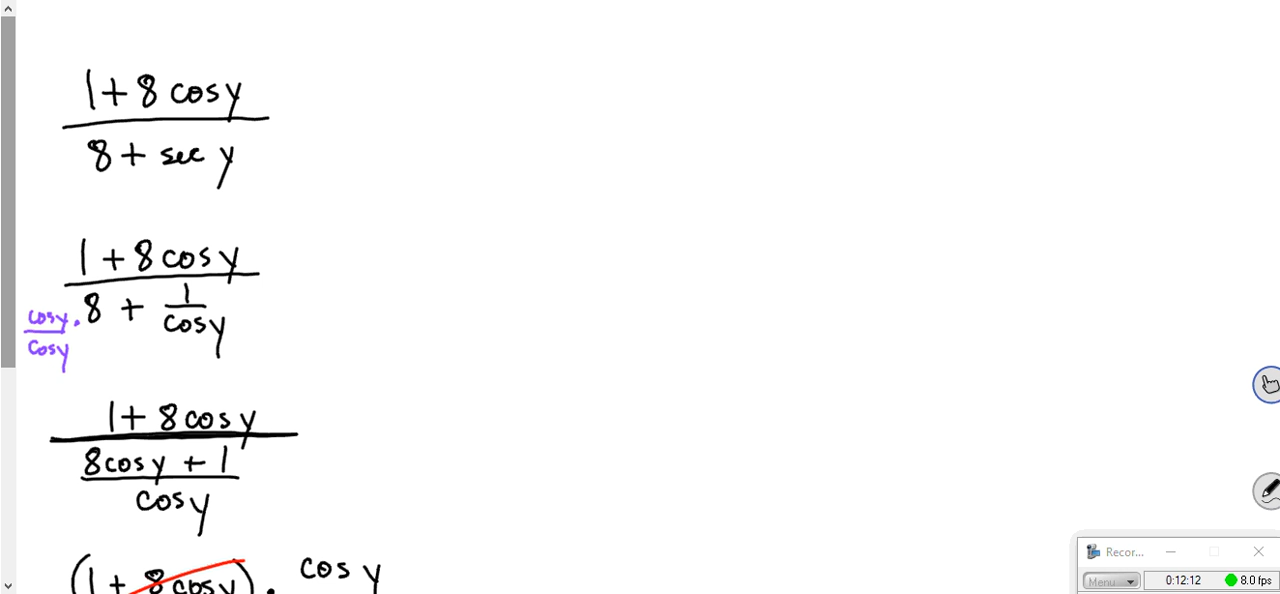 1 + 8 cos y
8 + sec y
1 + 8 cos y
8 + 1
cos y
cos y ·
cos y
1 + 8 cos y
8 cos y + 1
cos y
(1 + 8 cos y) · cos y
Recor...
Menu
0:12:12
8.0 fps